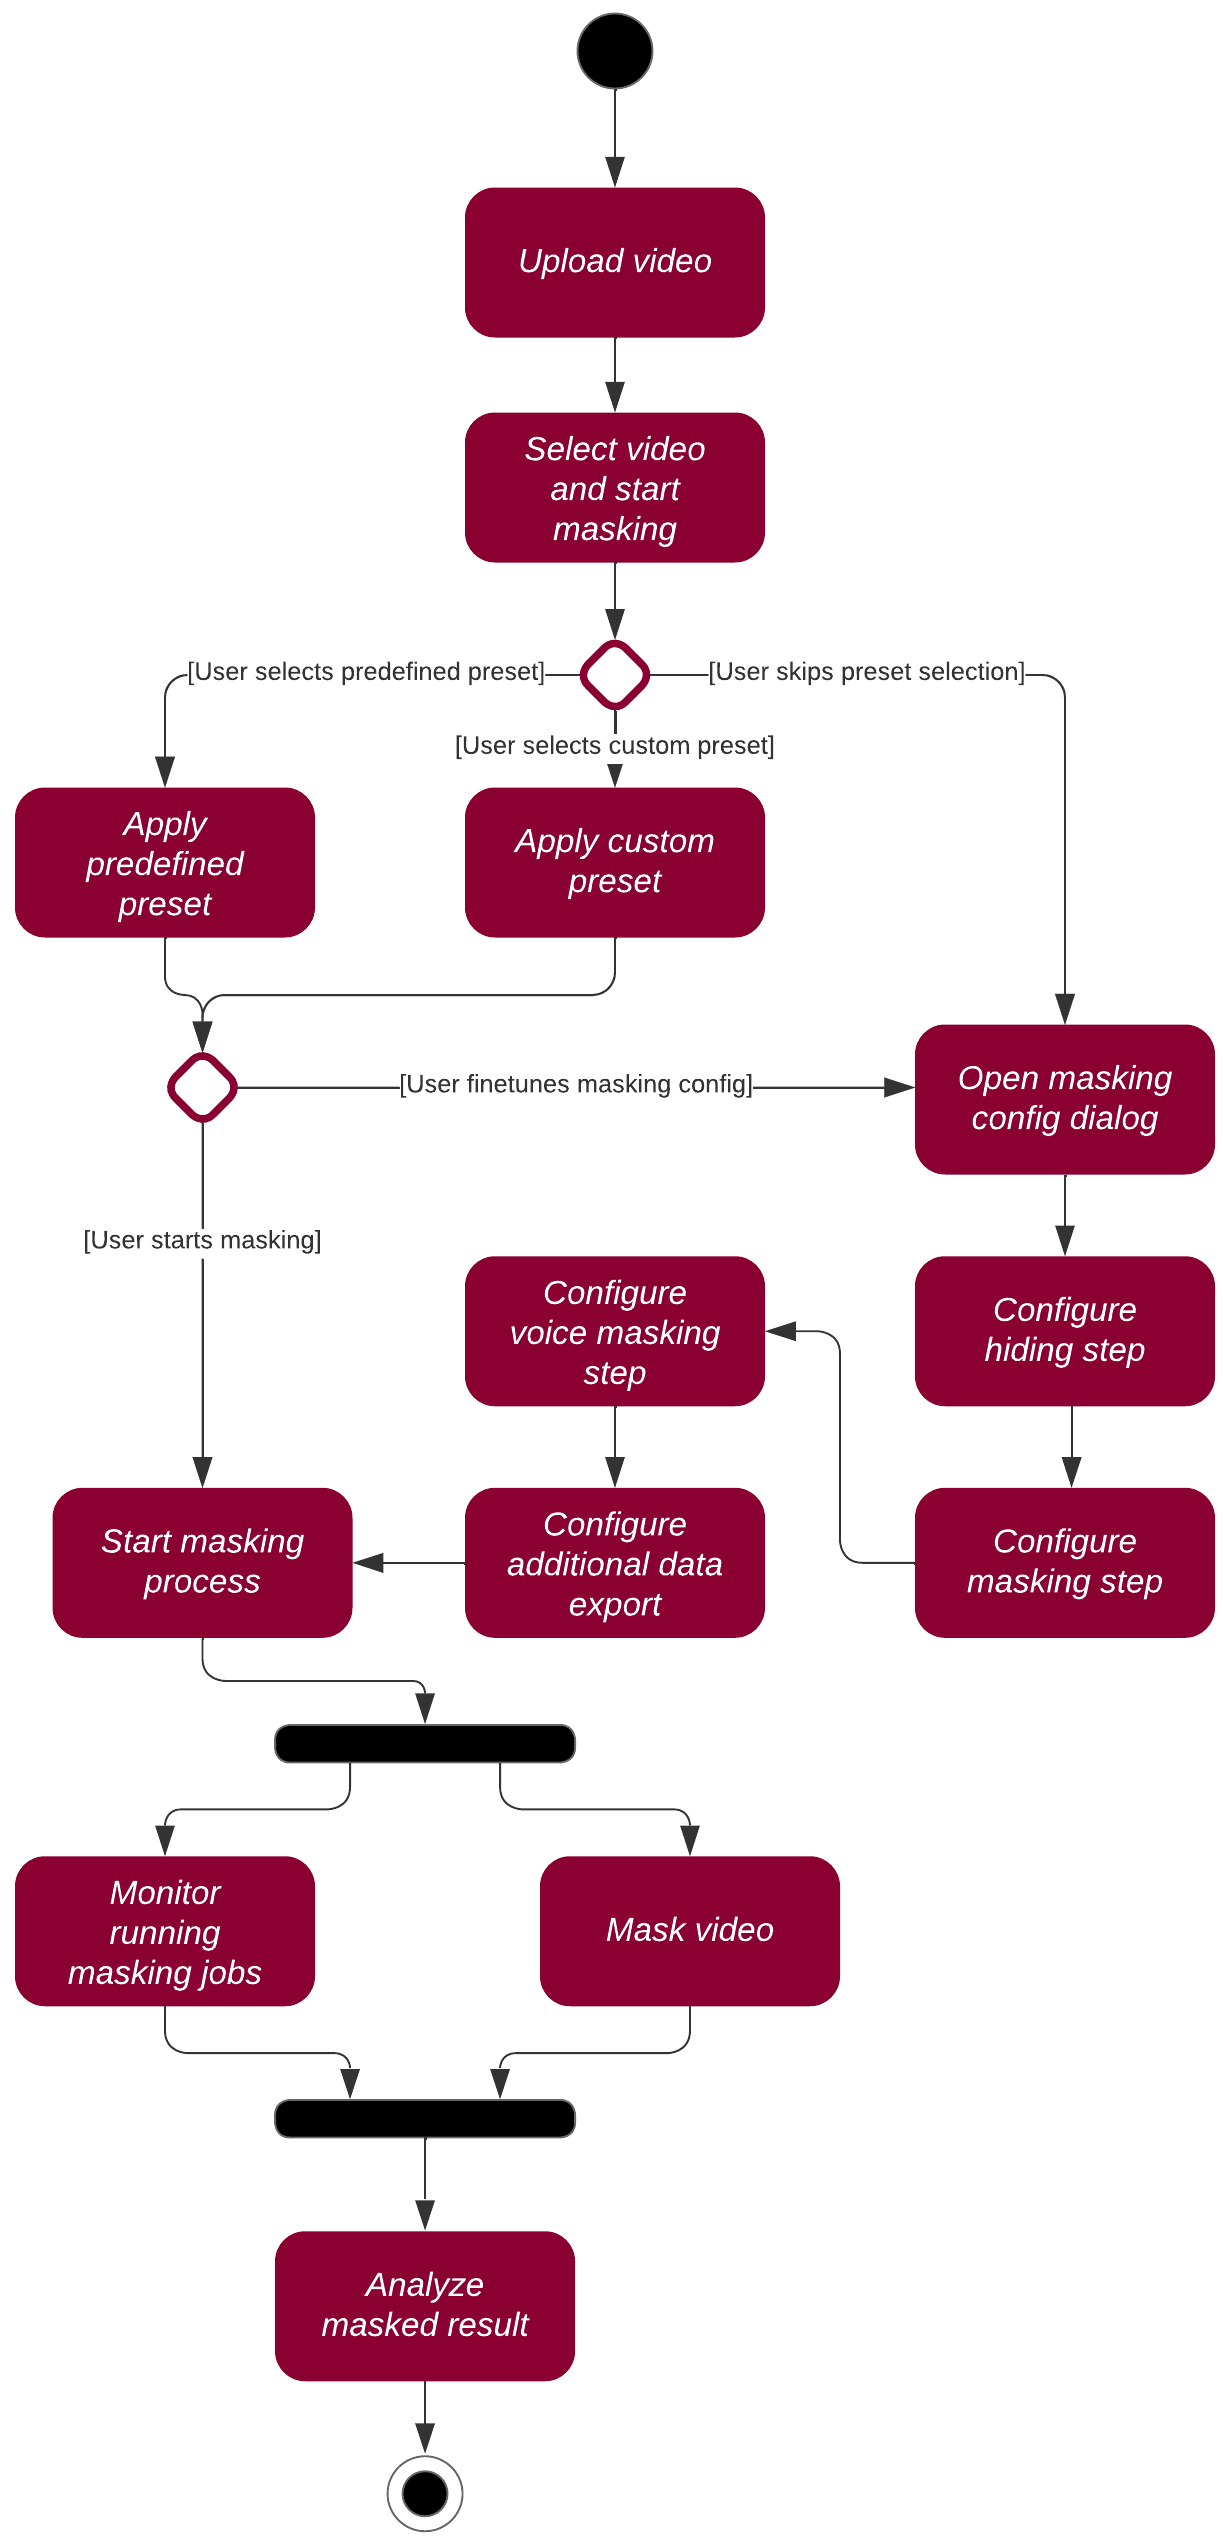 Upload video
Select video
and start
masking
[User selects predefined preset]
[User skips preset selection]
[User selects custom preset]
Apply
predefined
preset
Apply custom
preset
[User finetunes masking config]
Open masking
config dialog
[User starts masking]
Configure
voice masking
step
Configure
hiding step
Start masking
process
Configure
additional data
export
Configure
masking step
Monitor
running
masking jobs
Mask video
Analyze
masked result